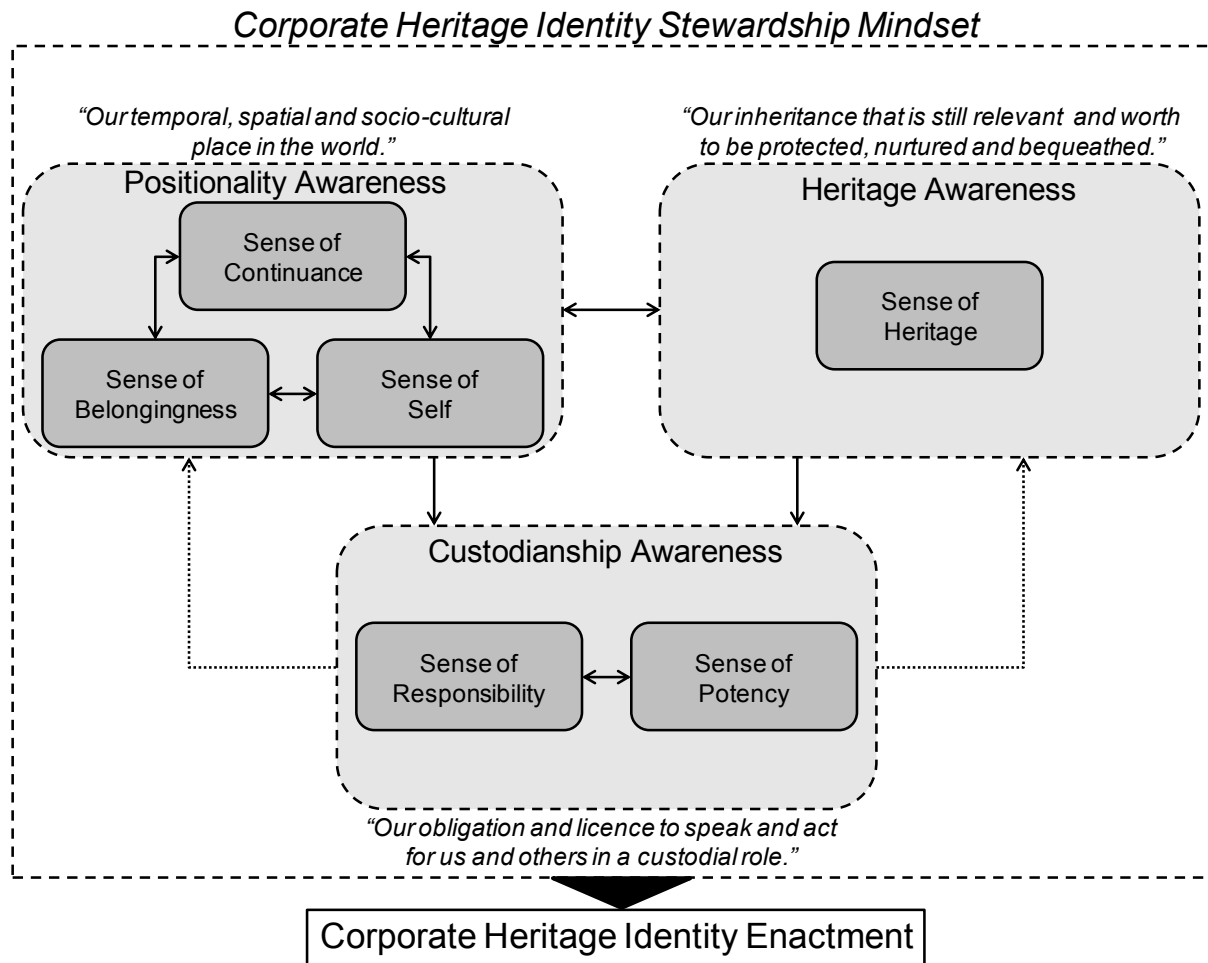 Corporate Heritage Identity Stewardship Mindset
“Our temporal, spatial and socio-cultural
place in the world.”
“Our inheritance that is still relevant and worth
to be protected, nurtured and bequeathed.”
Positionality Awareness
Sense of
Continuance
Sense of
Belongingness
Sense of
Self
Heritage Awareness
Sense of
Heritage
Custodianship Awareness
Sense of
Responsibility
Sense of
Potency
“Our obligation and licence to speak and act
for us and others in a custodial role.”
Corporate Heritage Identity Enactment